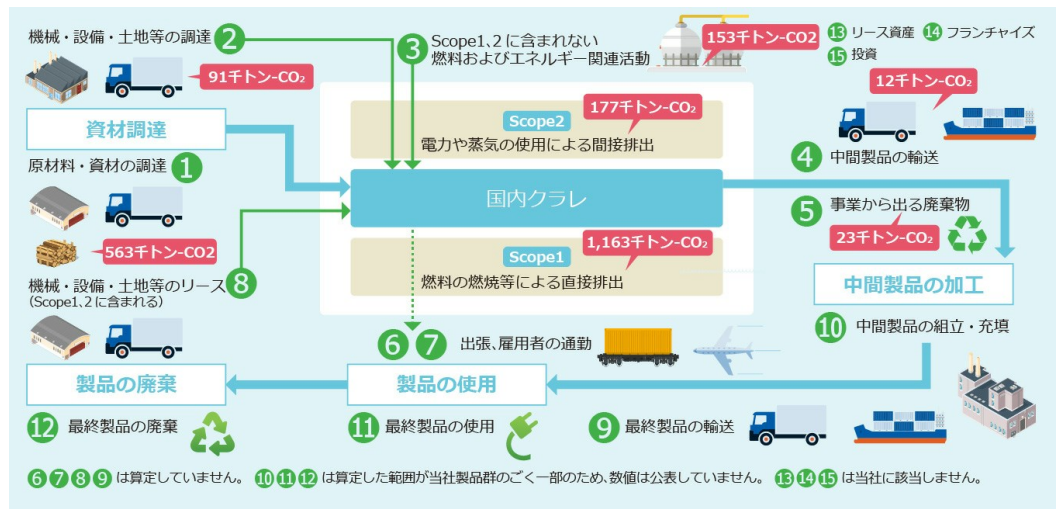 機械・設備・土地等の調達 2
91千トン-CO₂
資材調達
原材料・資材の調達 1
563千トン-CO2
機械・設備・土地等のリース 8
(Scope1、2に含まれる)
3 Scope1、2に含まれない
燃料およびエネルギー関連活動
153千トン-CO2
13 リース資産 14 フランチャイズ
15 投資
12千トン-CO₂
Scope2
177千トン-CO₂
電力や蒸気の使用による間接排出
国内クラレ
Scope1
1,163千トン-CO₂
燃料の燃焼等による直接排出
4 中間製品の輸送
5 事業から出る廃棄物
23千トン-CO₂
中間製品の加工
10 中間製品の組立・充填
6 7 出張、雇用者の通勤
製品の廃棄
製品の使用
12 最終製品の廃棄
11 最終製品の使用
9 最終製品の輸送
6 7 8 9 は算定していません。 10 11 12 は算定した範囲が当社製品群のごく一部のため、数値は公表していません。 13 14 15 は当社に該当しません。